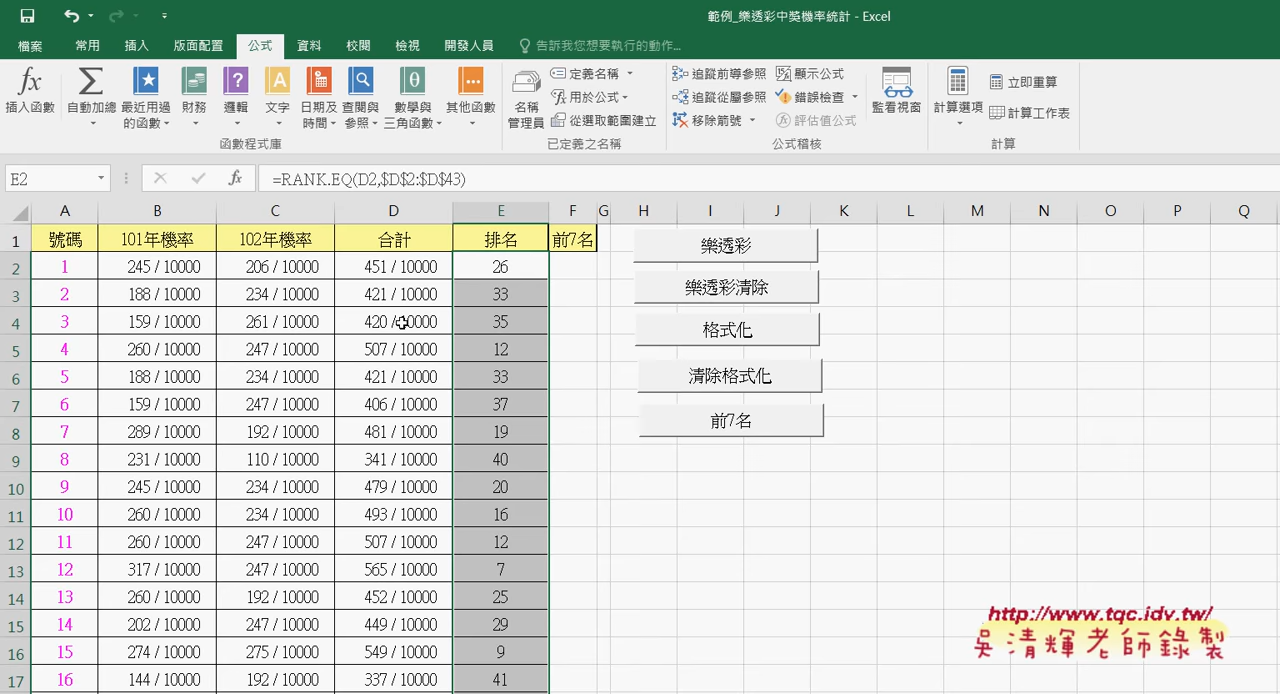 範例_樂透彩中獎機率統計 - Excel
檔案 常用 插入 版面配置 公式 資料 校閱 檢視 開發人員 告訴我您想要執行的動作...
插入函數 自動加總 最近用過的函數 財務 邏輯 文字 日期及時間 查閱與參照 數學與三角函數 其他函數
函數程式庫
名稱管理員 定義名稱 用於公式 從選取範圍建立
已定義之名稱
追蹤前導參照 追蹤從屬參照 移除箭號 顯示公式 錯誤檢查 評估值公式 監看視窗
公式稽核
計算選項 立即重算 計算工作表
計算
E2 fx =RANK.EQ(D2,$D$2:$D$43)
A B C D E F G H I J K L M N O P Q
1 號碼 101年機率 102年機率 合計 排名 前7名
2 1 245 / 10000 206 / 10000 451 / 10000 26
3 2 188 / 10000 234 / 10000 421 / 10000 33
4 3 159 / 10000 261 / 10000 420 / 10000 35
5 4 260 / 10000 247 / 10000 507 / 10000 12
6 5 188 / 10000 234 / 10000 421 / 10000 33
7 6 159 / 10000 247 / 10000 406 / 10000 37
8 7 289 / 10000 192 / 10000 481 / 10000 19
9 8 231 / 10000 110 / 10000 341 / 10000 40
10 9 245 / 10000 234 / 10000 479 / 10000 20
11 10 260 / 10000 234 / 10000 493 / 10000 16
12 11 260 / 10000 247 / 10000 507 / 10000 12
13 12 317 / 10000 247 / 10000 565 / 10000 7
14 13 260 / 10000 192 / 10000 452 / 10000 25
15 14 202 / 10000 247 / 10000 449 / 10000 29
16 15 274 / 10000 275 / 10000 549 / 10000 9
17 16 144 / 10000 192 / 10000 337 / 10000 41
樂透彩
樂透彩清除
格式化
清除格式化
前7名
http://www.tqc.idv.tw/
吳清輝老師錄製